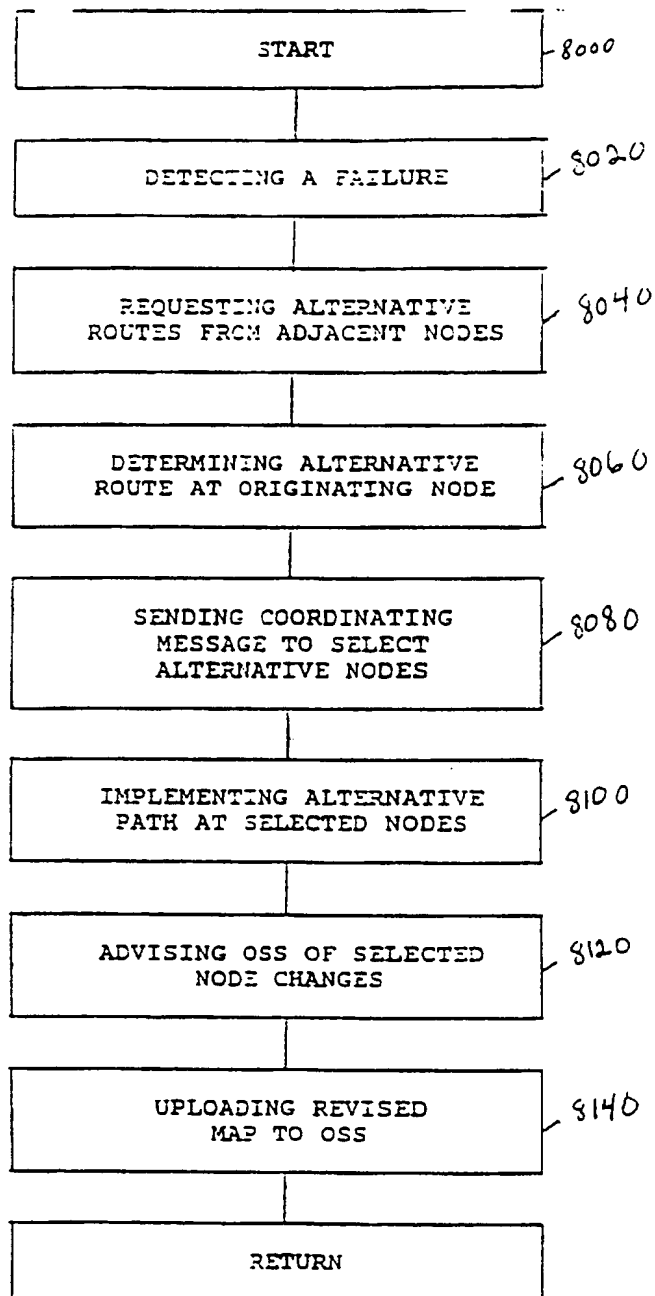 START
8000
DETECTING A FAILURE
8020
REQUESTING ALTERNATIVE
ROUTES FROM ADJACENT NODES
8040
DETERMINING ALTERNATIVE
ROUTE AT ORIGINATING NODE
8060
SENDING COORDINATING
MESSAGE TO SELECT
ALTERNATIVE NODES
8080
IMPLEMENTING ALTERNATIVE
PATH AT SELECTED NODES
8100
ADVISING OSS OF SELECTED
NODE CHANGES
8120
UPLOADING REVISED
MAP TO OSS
8140
RETURN